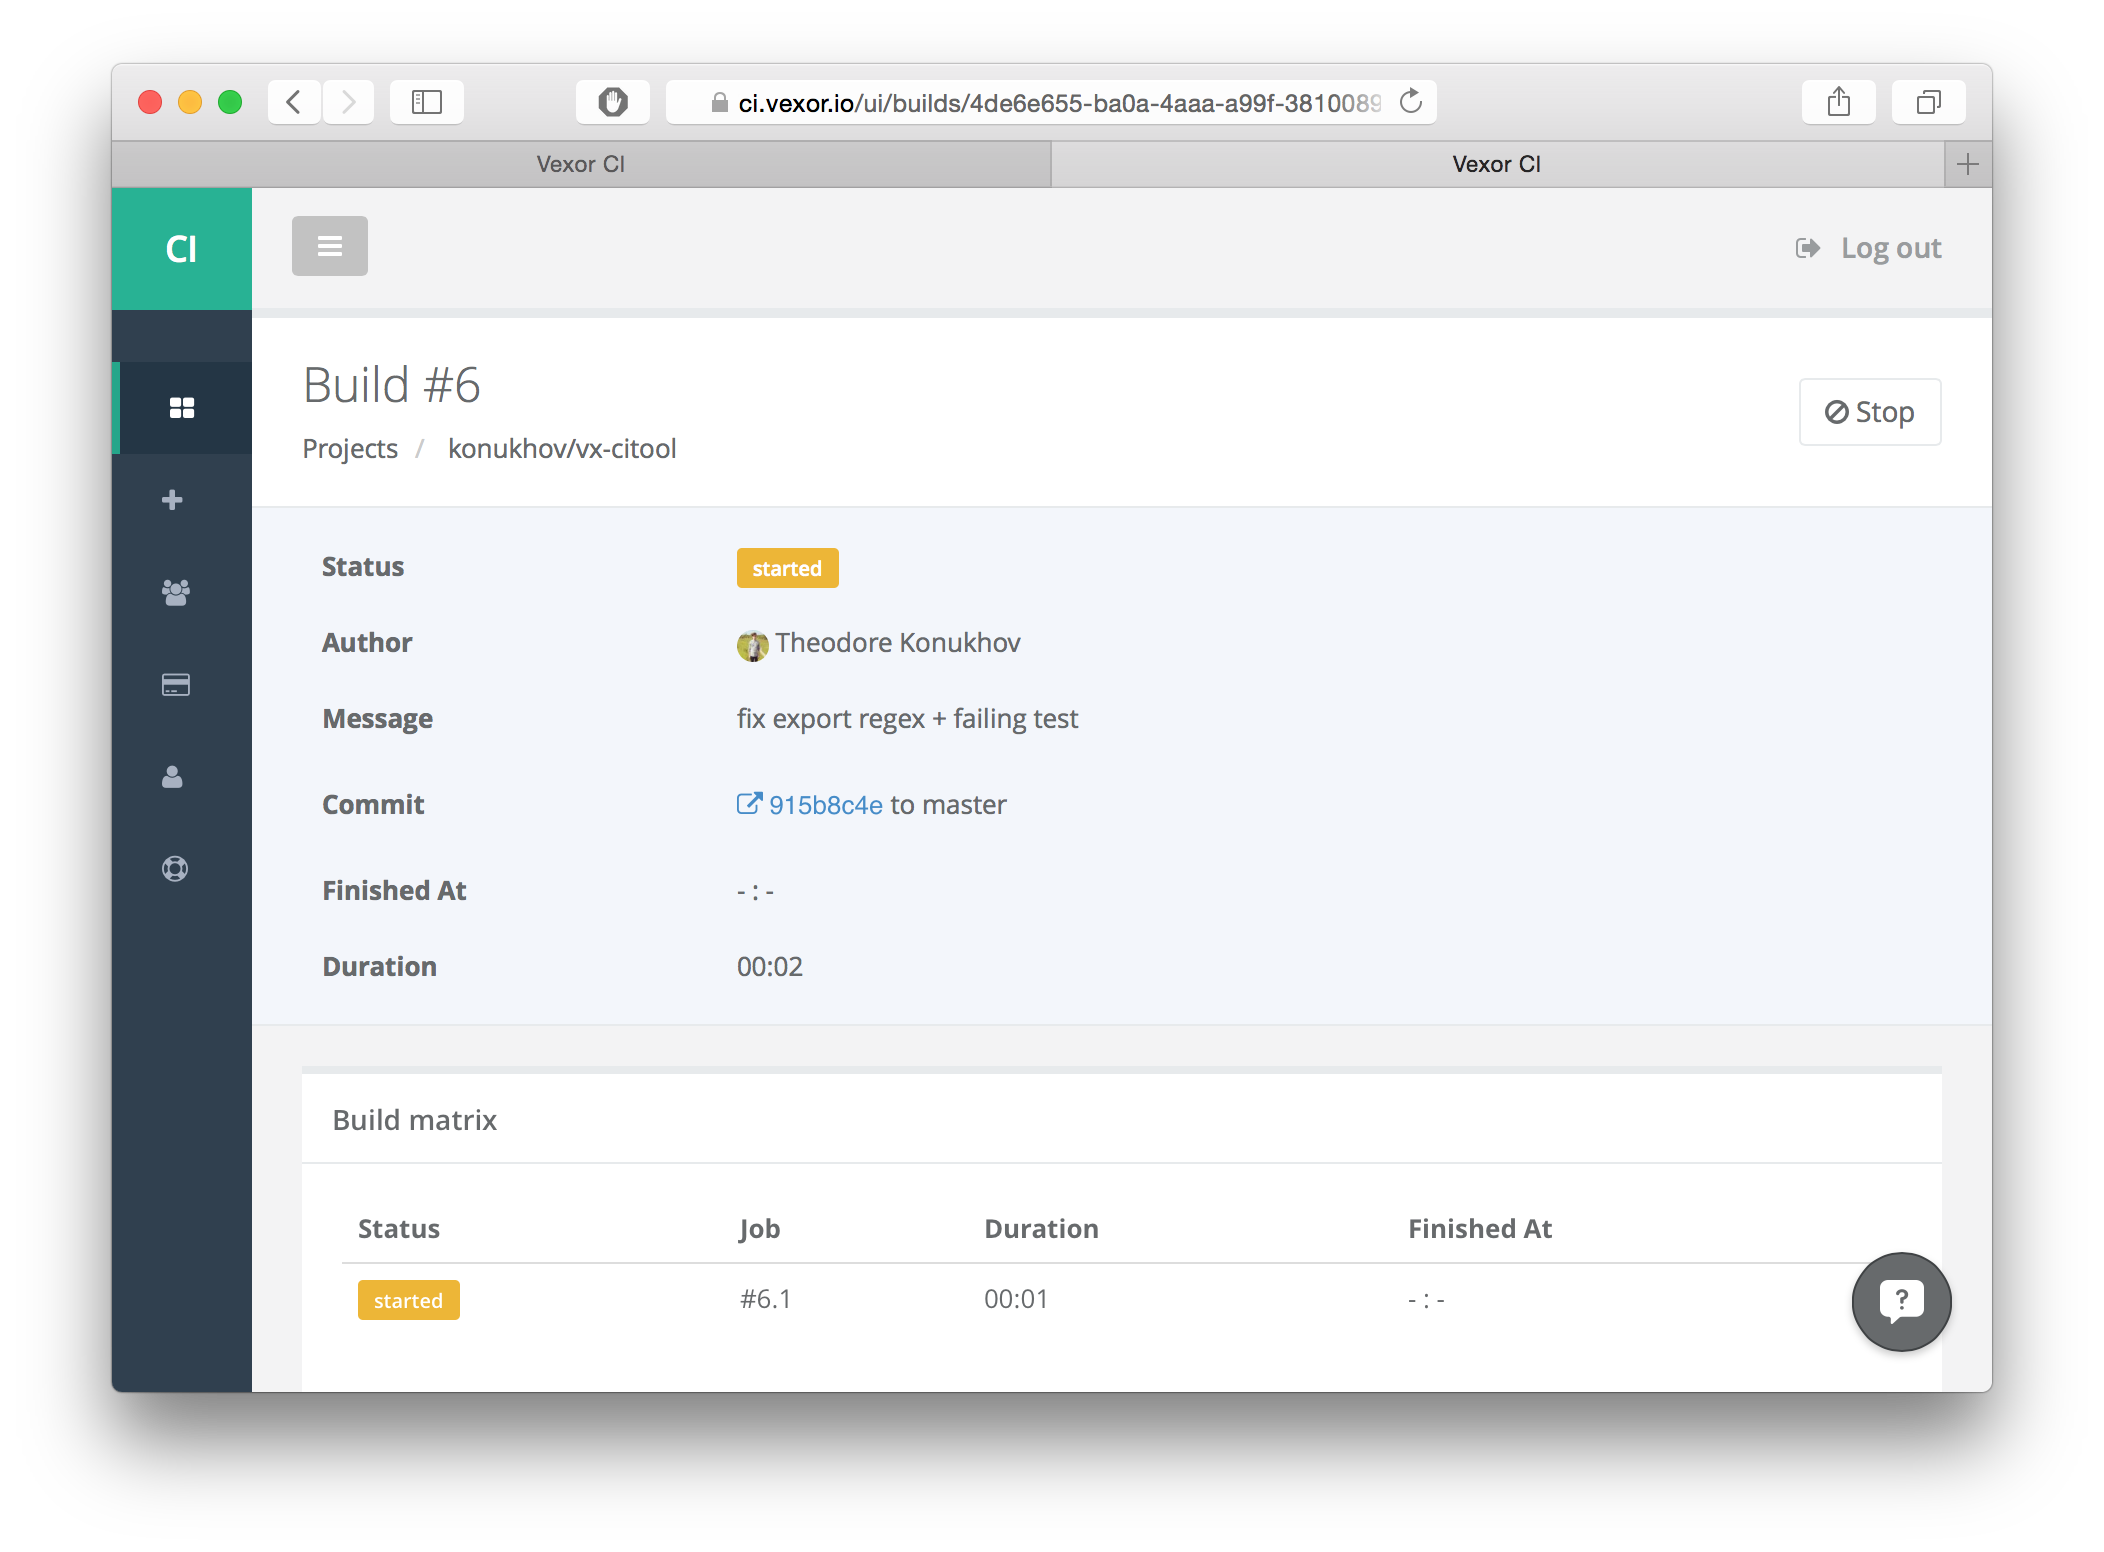 ci.vexor.io/ui/builds/4de6e655-ba0a-4aaa-a99f-3810089
Vexor CI
Vexor CI
CI
Log out
Build #6
Projects / konukhov/vx-citool
Stop
Status started
Author Theodore Konukhov
Message fix export regex + failing test
Commit 915b8c4e to master
Finished At - : -
Duration 00:02
Build matrix
Status Job Duration Finished At
started #6.1 00:01 - : -
?